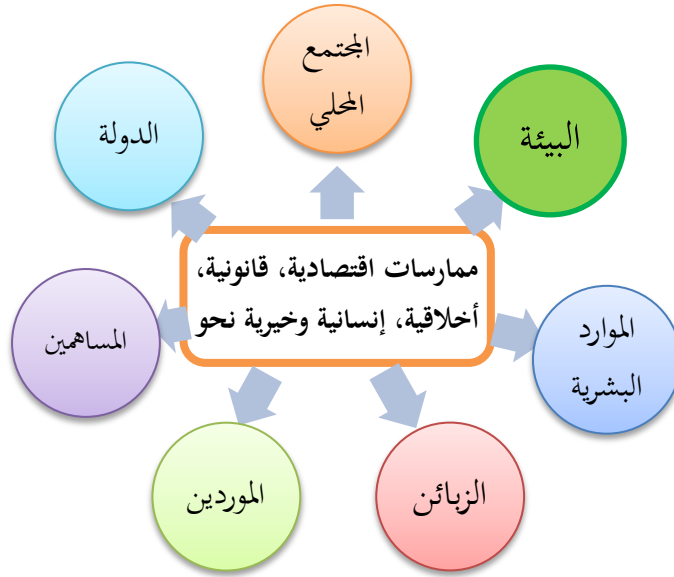 المجتمع
المحلي
البيئة
الدولة
ممارسات اقتصادية، قانونية،
أخلاقية، إنسانية وخيرية نحو
الموارد
البشرية
المساهمين
الزبائن
الموردين